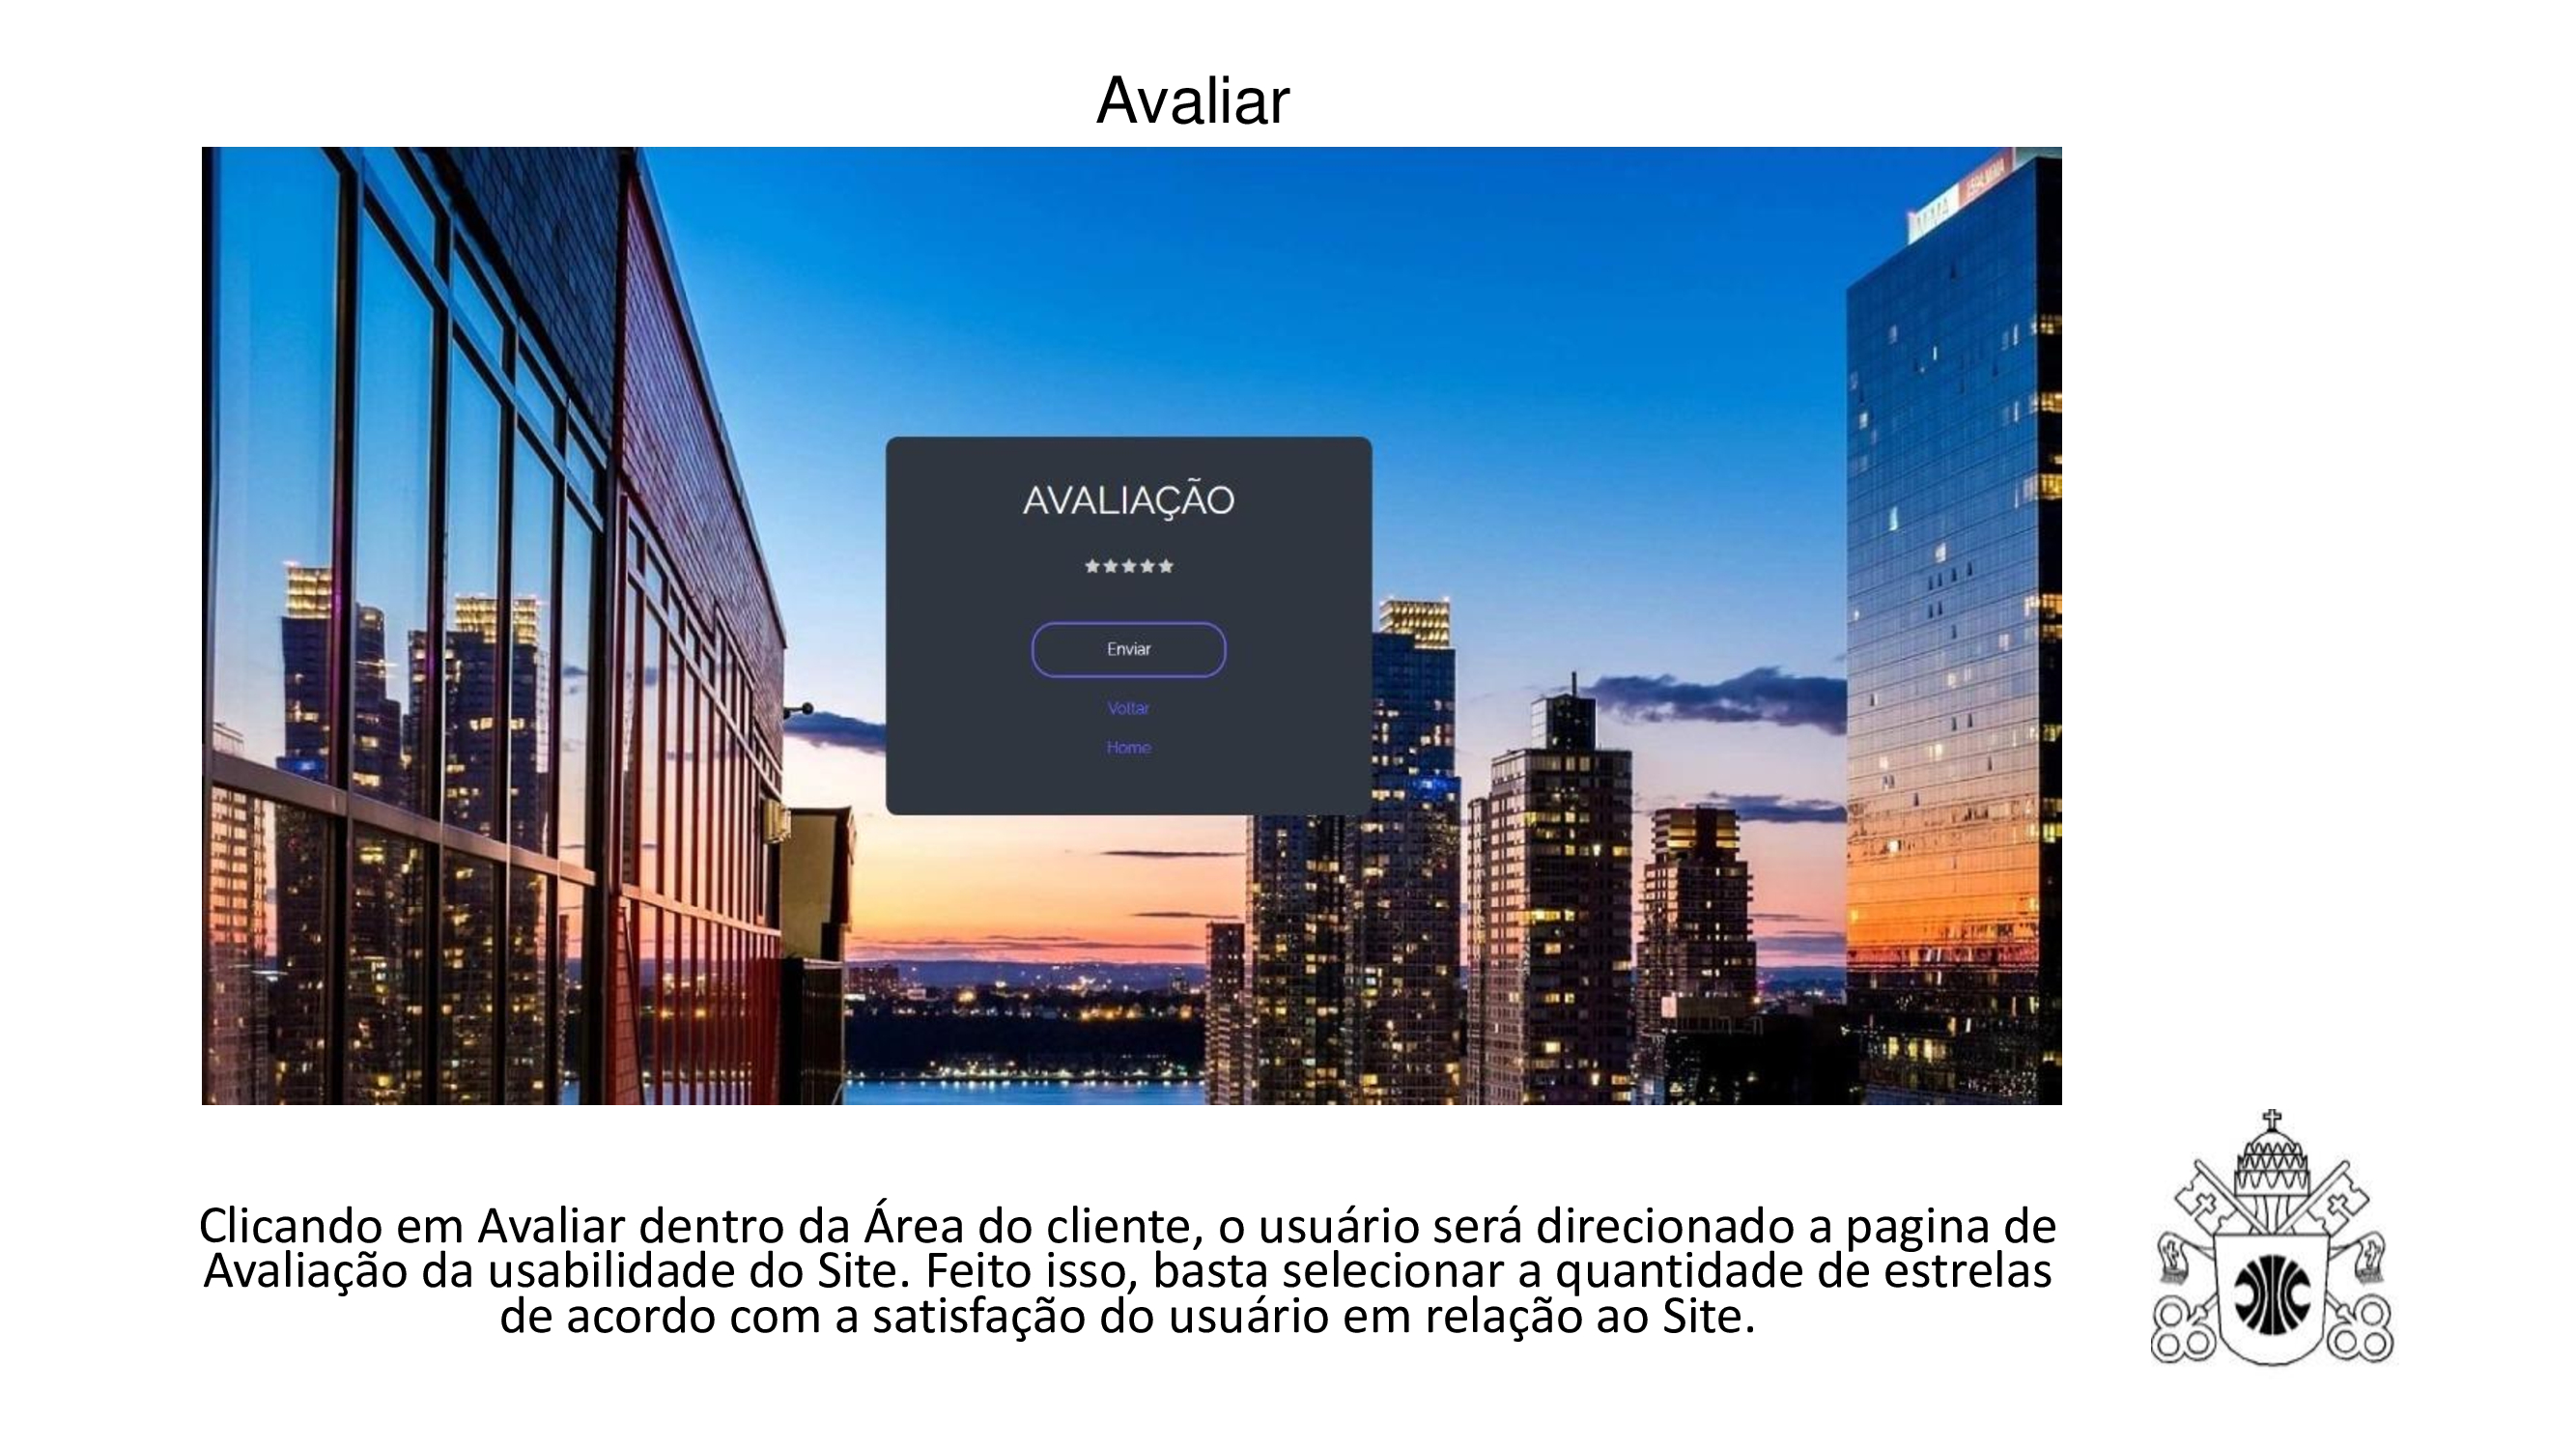 Avaliar
AVALIAÇÃO
Enviar
Voltar
Home
Clicando em Avaliar dentro da Área do cliente, o usuário será direcionado a pagina de
Avaliação da usabilidade do Site. Feito isso, basta selecionar a quantidade de estrelas
de acordo com a satisfação do usuário em relação ao Site.